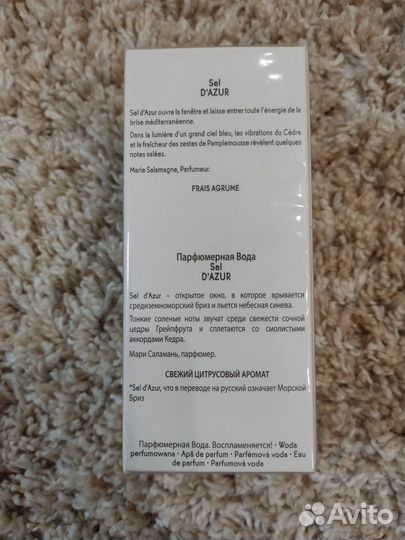 Sel
D'AZUR
Sel d'Azur ouvra la fenêtre et laisse entrer toute l'énergie de la
brise méditerranéenne.
Dans la lumière d'un grand ciel bleu, les vibrations du Cèdre
et la fraîcheur des zestes de Pamplemousse révèlent quelques
notes salées.
Marie Salamagne, Parfumeur.
FRAIS AGRUME
Парфюмерная Вода
Sel
D'AZUR
Sel d'Azur – открытое окно, в которое врывается
средиземноморский бриз и льется небесная синева.
Тонкие соленые ноты звучат среди свежести сочной
цедры Грейпфрута и сплетаются со смолистыми
аккордами Кедра.
Мари Саламань, парфюмер.
СВЕЖИЙ ЦИТРУСОВЫЙ АРОМАТ
*Sel d'Azur, что в переводе на русский означает Морской
Бриз
Парфюмерная Вода. Воспламеняется! • Woda
perfumowana • Apă de parfum • Parfémová voda • Eau
de parfum • Parfumová voda
Avito